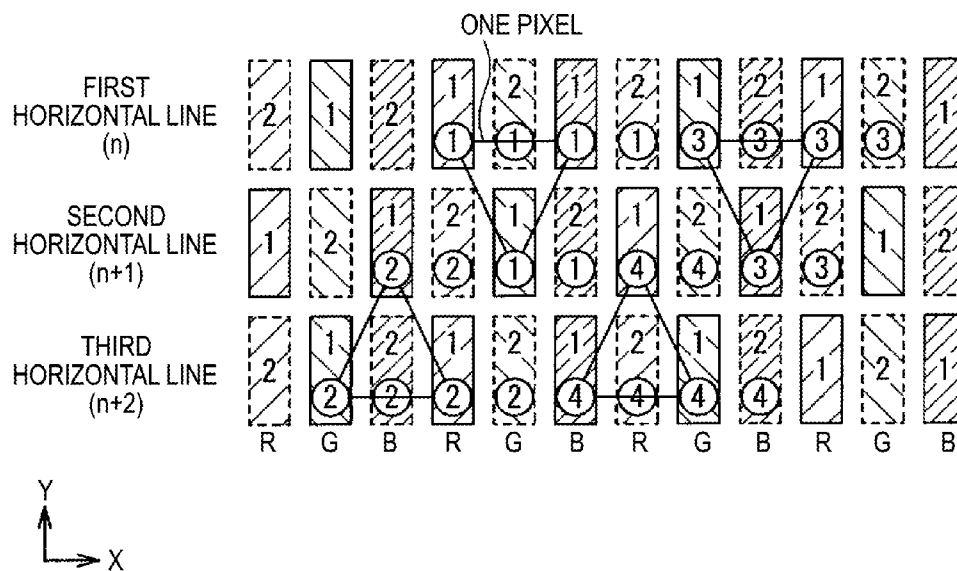 ONE PIXEL
FIRST
HORIZONTAL LINE
(n)
2 1 2 1 2 1 2 1 2 1 2 1
1 1 1 1 3 3 3 3
SECOND
HORIZONTAL LINE
(n+1)
1 2 1 2 1 2 1 2 1 2 1 2
2 2 1 1 4 4 3 3
THIRD
HORIZONTAL LINE
(n+2)
2 1 2 1 2 1 2 1 2 1 2 1
2 2 2 2 4 4 4 4
R G B R G B R G B R G B
Y
X